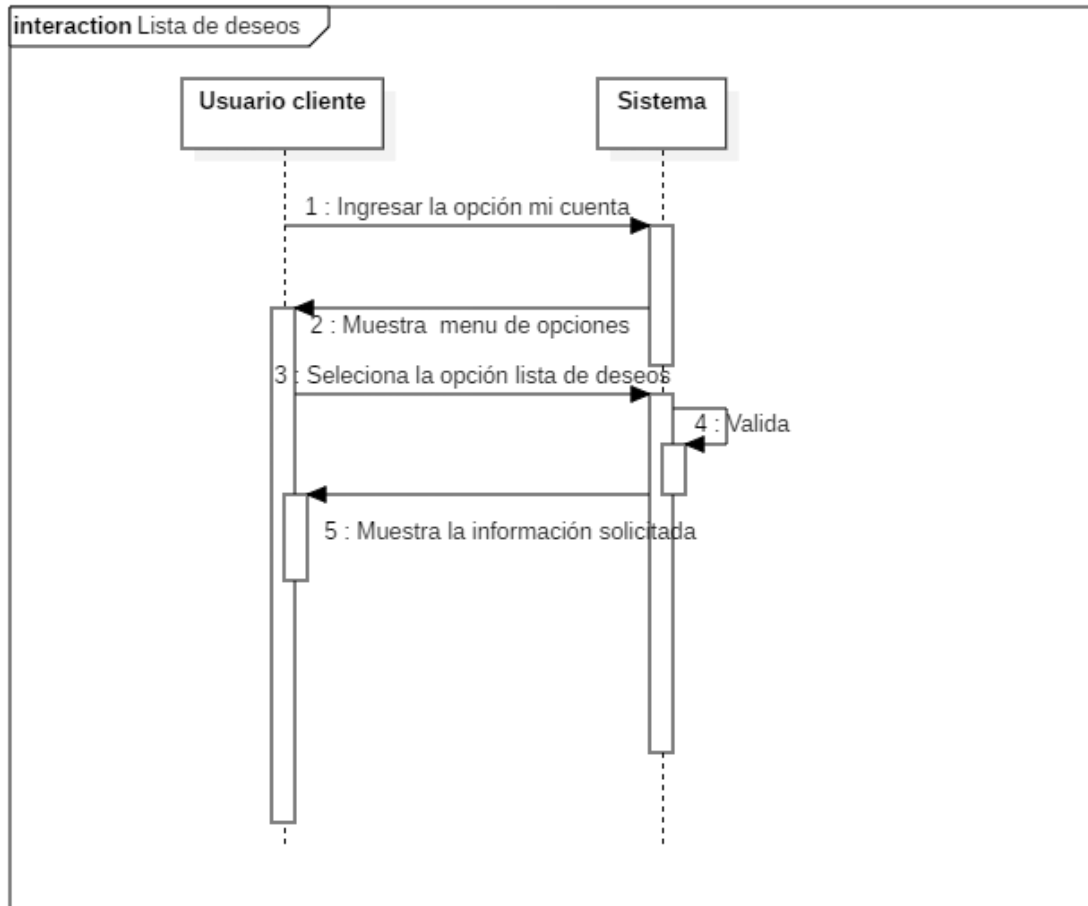 interaction Lista de deseos
Usuario cliente
Sistema
1 : Ingresar la opción mi cuenta
2 : Muestra  menu de opciones
3 : Seleciona la opción lista de deseos
4 : Valida
5 : Muestra la información solicitada